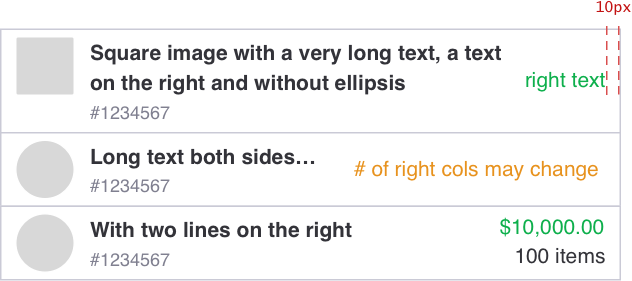 10px
Square image with a very long text, a text
on the right and without ellipsis
right text
#1234567
Long text both sides…
# of right cols may change
#1234567
With two lines on the right
$10,000.00
#1234567
100 items